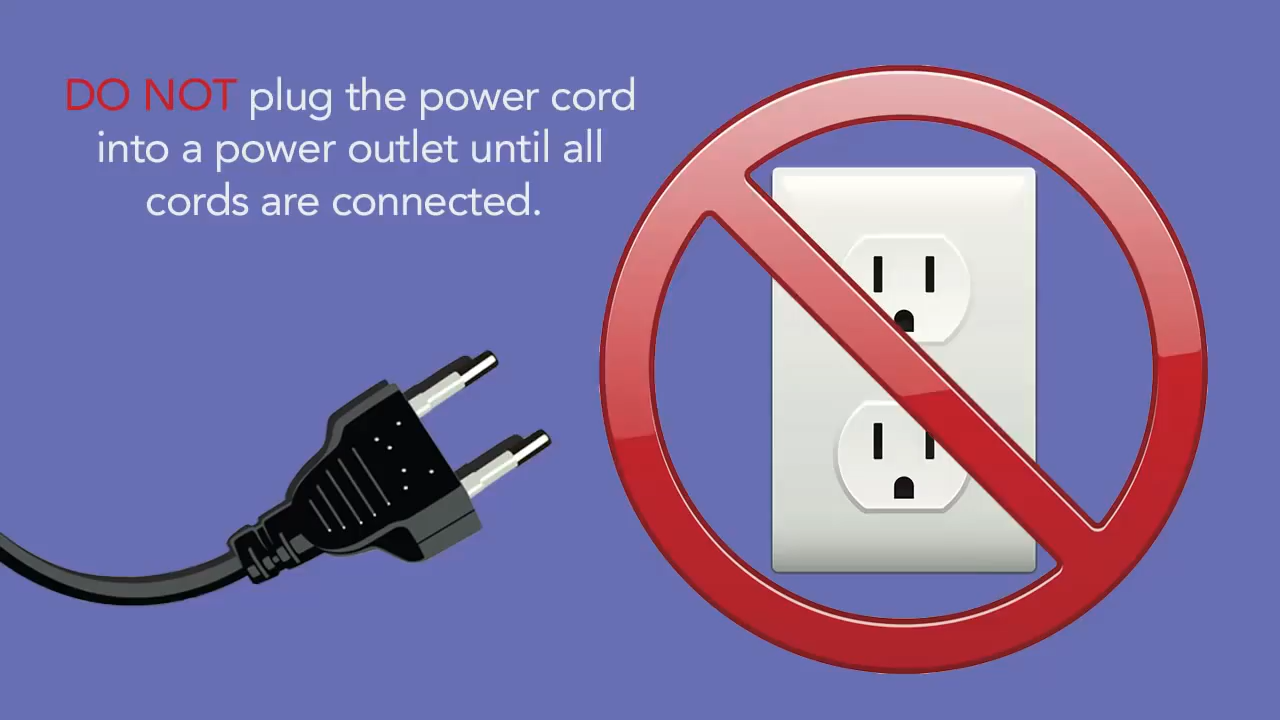 DO NOT plug the power cord
into a power outlet until all
cords are connected.